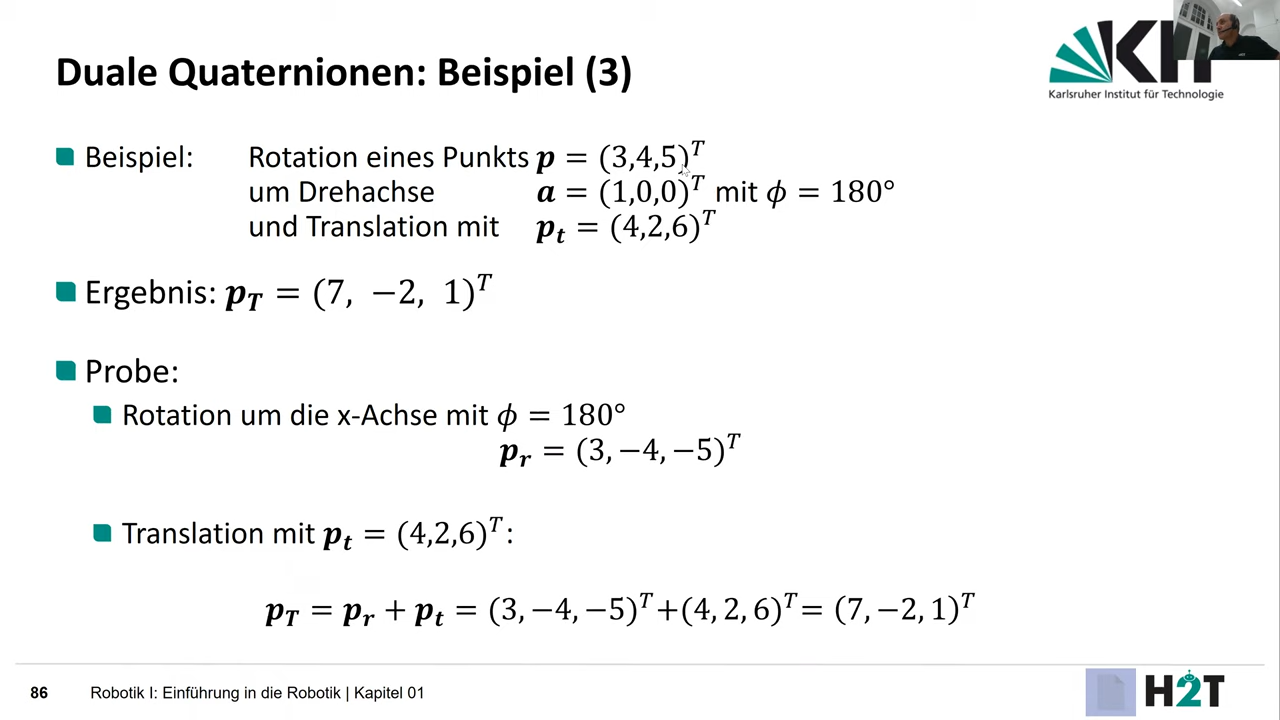 Duale Quaternionen: Beispiel (3)
KIT
Karlsruher Institut für Technologie
Beispiel: Rotation eines Punkts p = (3,4,5)^T
um Drehachse a = (1,0,0)^T mit ϕ = 180°
und Translation mit p_t = (4,2,6)^T
Ergebnis: p_T = (7, −2, 1)^T
Probe:
Rotation um die x-Achse mit ϕ = 180°
p_r = (3, −4, −5)^T
Translation mit p_t = (4,2,6)^T:
p_T = p_r + p_t = (3, −4, −5)^T+(4, 2, 6)^T= (7, −2, 1)^T
86 Robotik I: Einführung in die Robotik | Kapitel 01
H2T